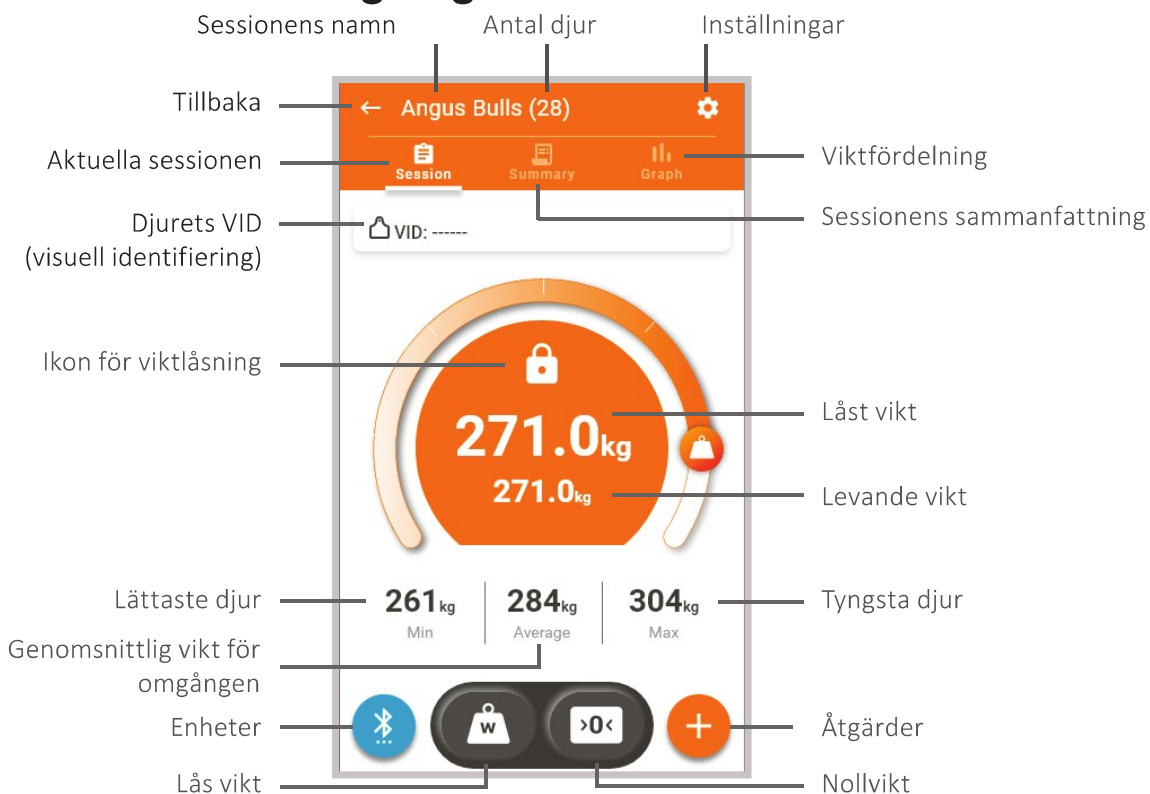 Sessionens namn
Antal djur
Inställningar
Tillbaka
← Angus Bulls (28)
Aktuella sessionen
Session
Summary
Graph
Viktfördelning
Sessionens sammanfattning
Djurets VID
(visuell identifiering)
VID: ------
Ikon för viktlåsning
271.0kg
Låst vikt
271.0kg
Levande vikt
Lättaste djur
261kg
Min
284kg
Average
304kg
Max
Tyngsta djur
Genomsnittlig vikt för
omgången
Enheter
W
>0<
+
Åtgärder
Lås vikt
Nollvikt